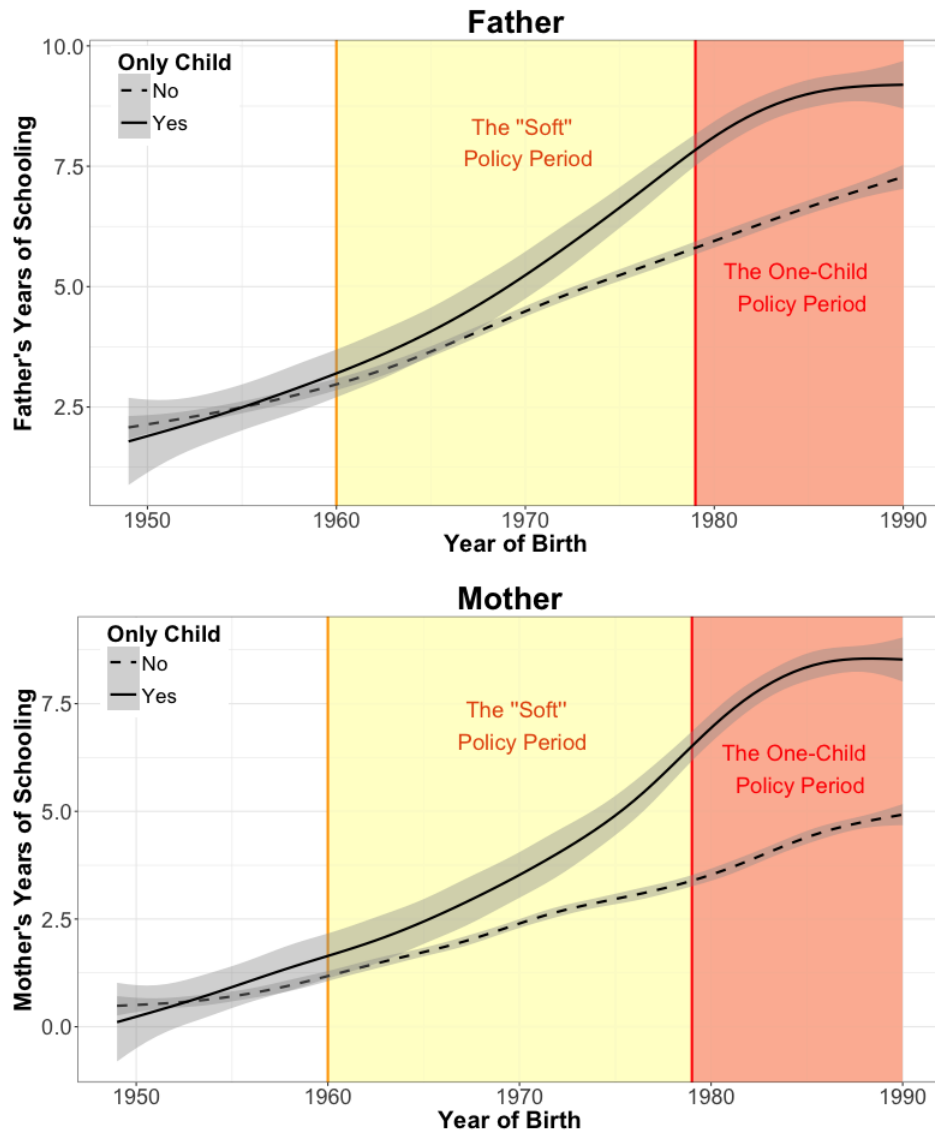 Father
10.0
7.5
5.0
2.5
Father's Years of Schooling
Only Child
No
Yes
The "Soft"
Policy Period
The One-Child
Policy Period
1950 1960 1970 1980 1990
Year of Birth
Mother
7.5
5.0
2.5
0.0
Mother's Years of Schooling
Only Child
No
Yes
The "Soft"
Policy Period
The One-Child
Policy Period
1950 1960 1970 1980 1990
Year of Birth